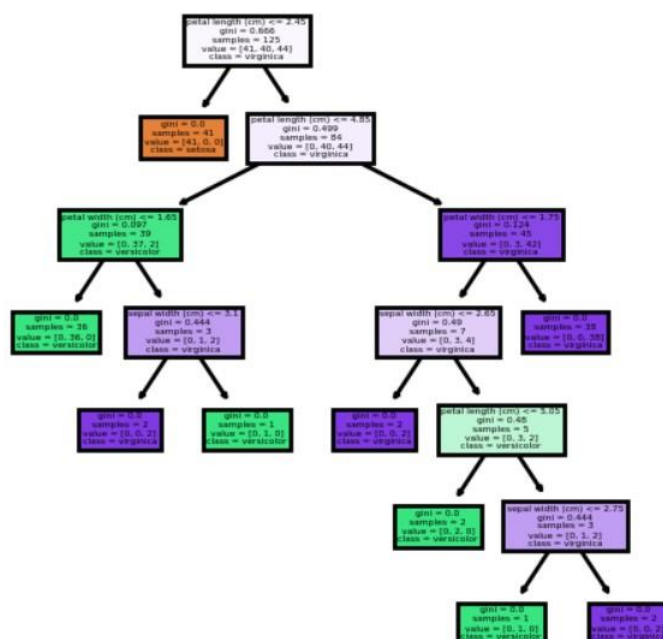 petal length (cm) <= 2.45
gini = 0.666
samples = 125
value = [41, 40, 44]
class = virginica
gini = 0.0
samples = 41
value = [41, 0, 0]
class = setosa
petal length (cm) <= 4.85
gini = 0.499
samples = 84
value = [0, 40, 44]
class = virginica
petal width (cm) <= 1.65
gini = 0.097
samples = 39
value = [0, 37, 2]
class = versicolor
petal width (cm) <= 1.75
gini = 0.124
samples = 45
value = [0, 3, 42]
class = virginica
gini = 0.0
samples = 36
value = [0, 36, 0]
class = versicolor
sepal width (cm) <= 3.1
gini = 0.444
samples = 3
value = [0, 1, 2]
class = virginica
sepal width (cm) <= 2.65
gini = 0.49
samples = 7
value = [0, 3, 4]
class = virginica
gini = 0.0
samples = 38
value = [0, 0, 38]
class = virginica
gini = 0.0
samples = 2
value = [0, 0, 2]
class = virginica
gini = 0.0
samples = 1
value = [0, 1, 0]
class = versicolor
gini = 0.0
samples = 2
value = [0, 0, 2]
class = virginica
petal length (cm) <= 5.05
gini = 0.48
samples = 5
value = [0, 3, 2]
class = versicolor
gini = 0.0
samples = 2
value = [0, 2, 0]
class = versicolor
sepal width (cm) <= 2.75
gini = 0.444
samples = 3
value = [0, 1, 2]
class = virginica
gini = 0.0
samples = 1
value = [0, 1, 0]
class = versicolor
gini = 0.0
samples = 2
value = [0, 0, 2]